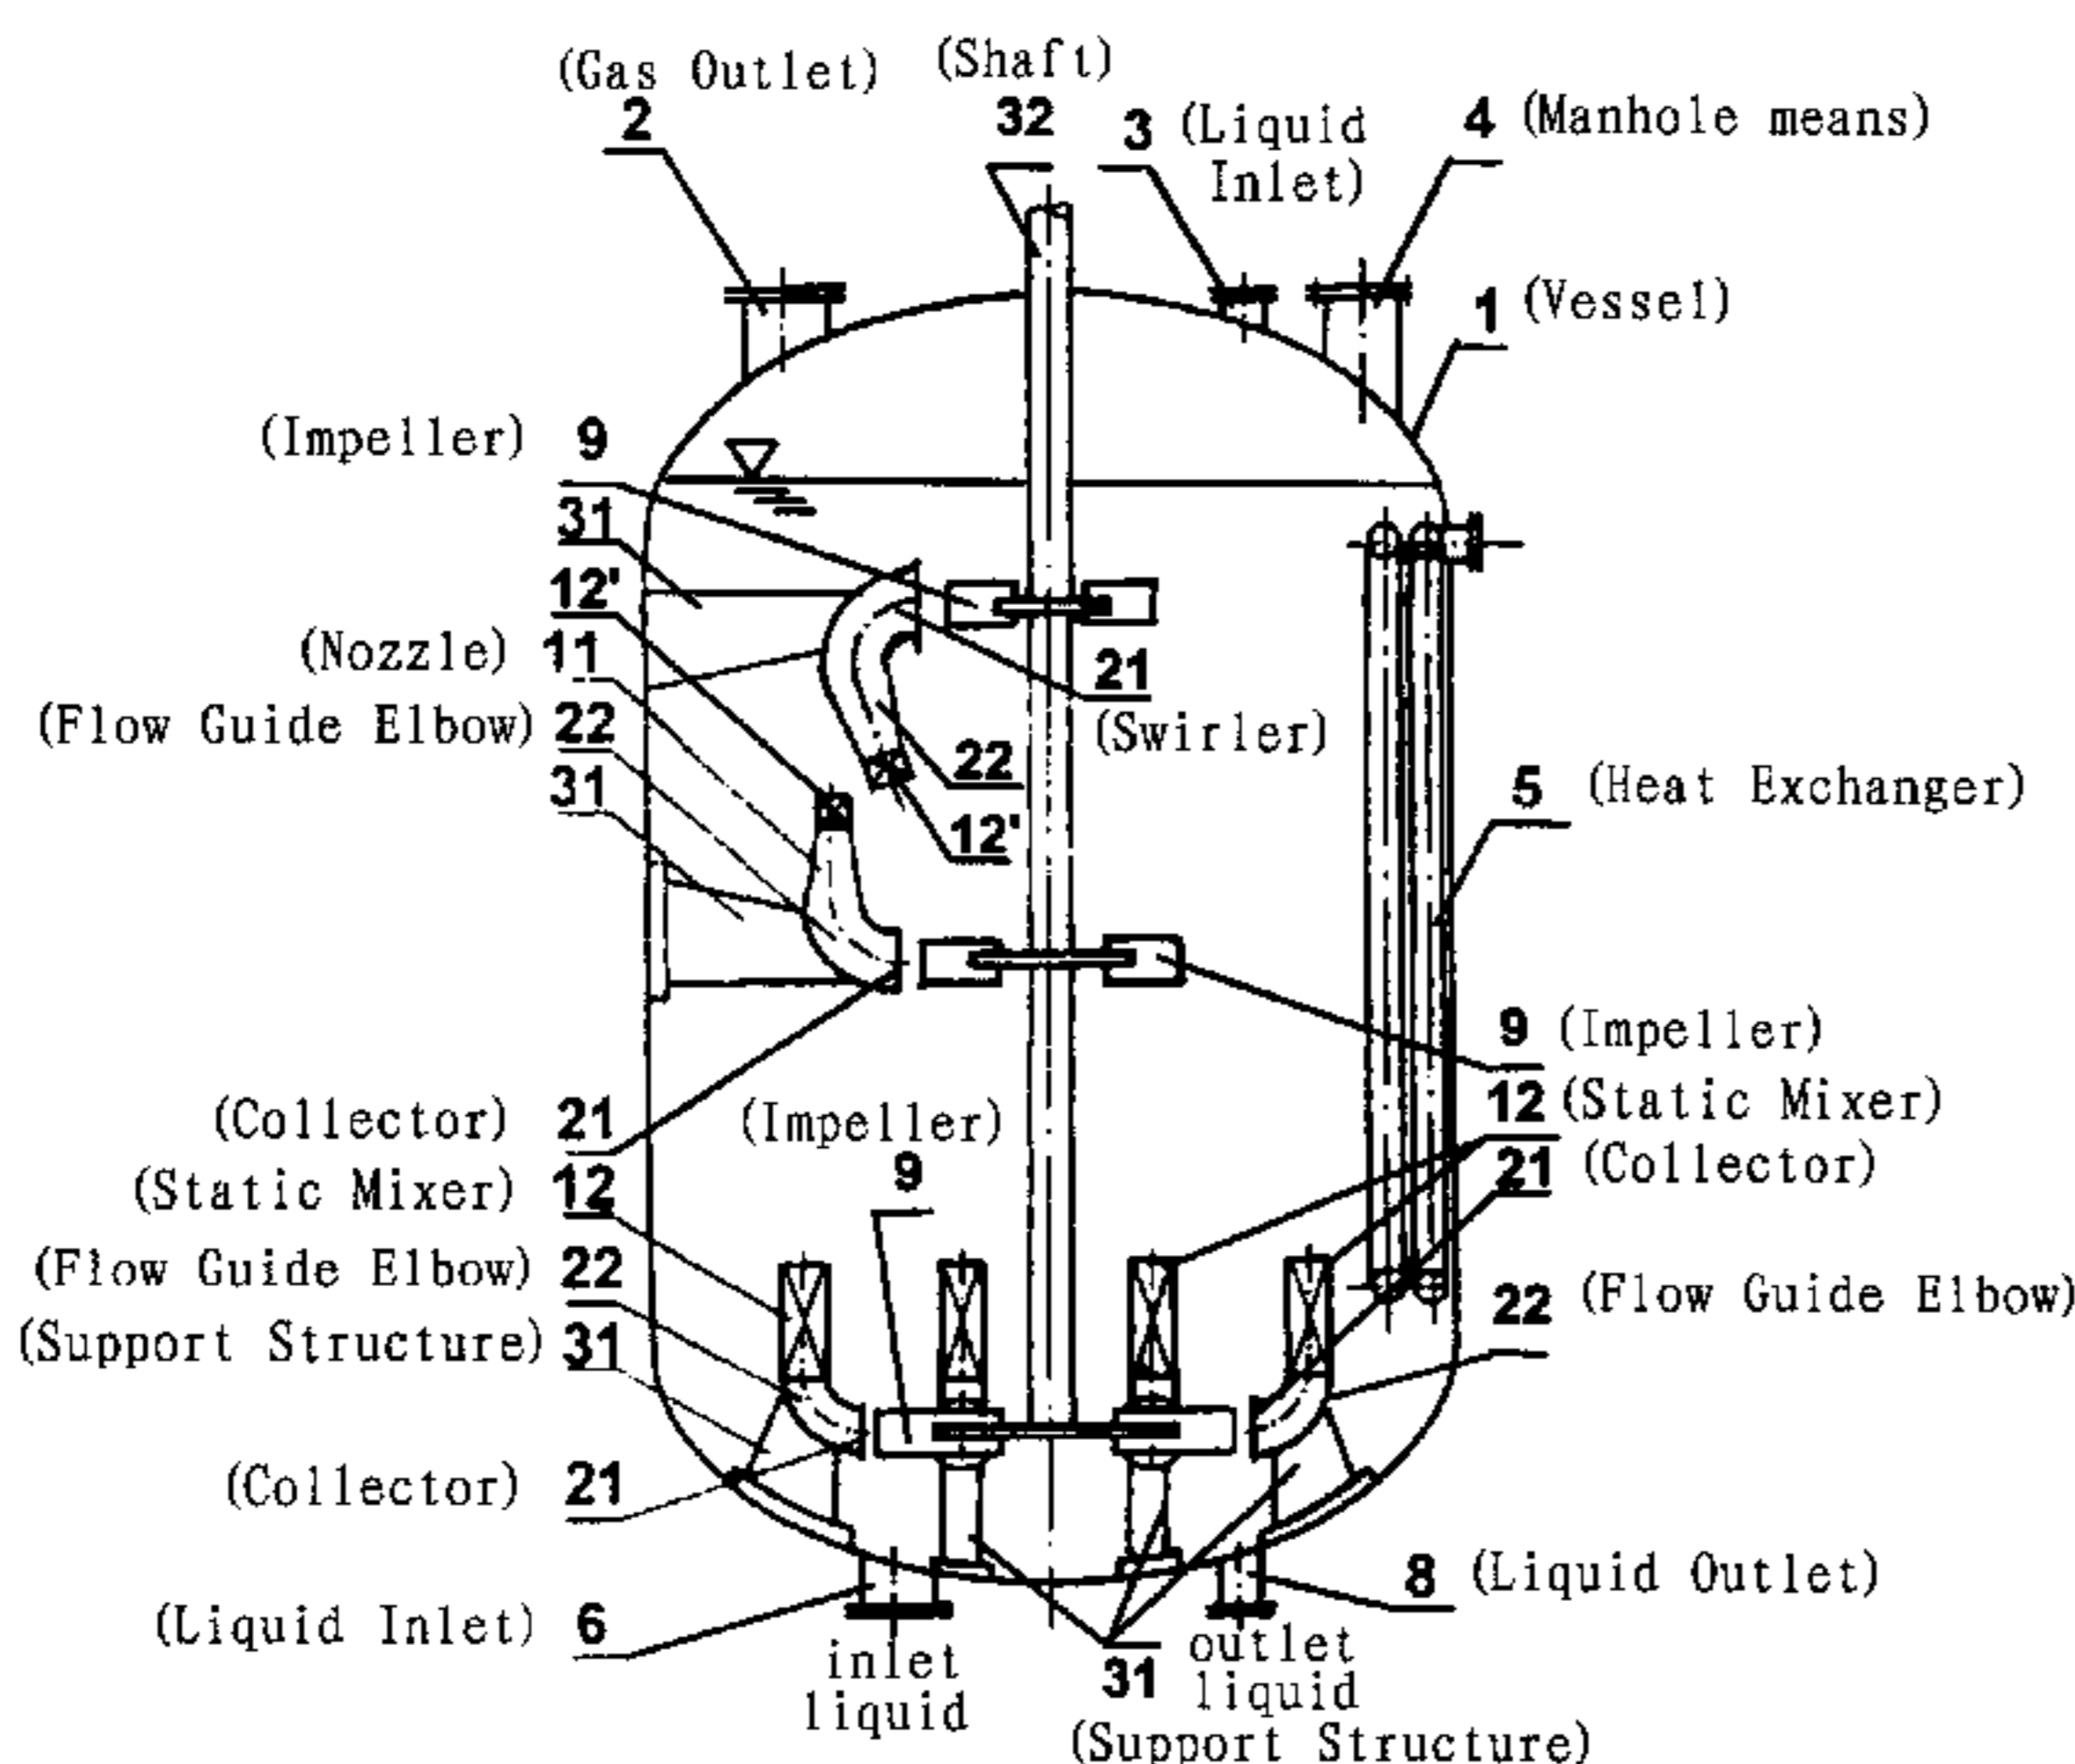 (Gas Outlet)
2
(Shaft)
32
3 (Liquid
Inlet)
4 (Manhole means)
1 (Vessel)
(Impeller) 9
31
12'
(Nozzle) 11
(Flow Guide Elbow) 22
31
21
(Swirler)
22
12'
5 (Heat Exchanger)
9 (Impeller)
12 (Static Mixer)
21 (Collector)
(Collector) 21
(Impeller)
9
(Static Mixer) 12
(Flow Guide Elbow) 22
22 (Flow Guide Elbow)
(Support Structure) 31
(Collector) 21
(Liquid Inlet) 6
8 (Liquid Outlet)
inlet
liquid
31
outlet
liquid
(Support Structure)